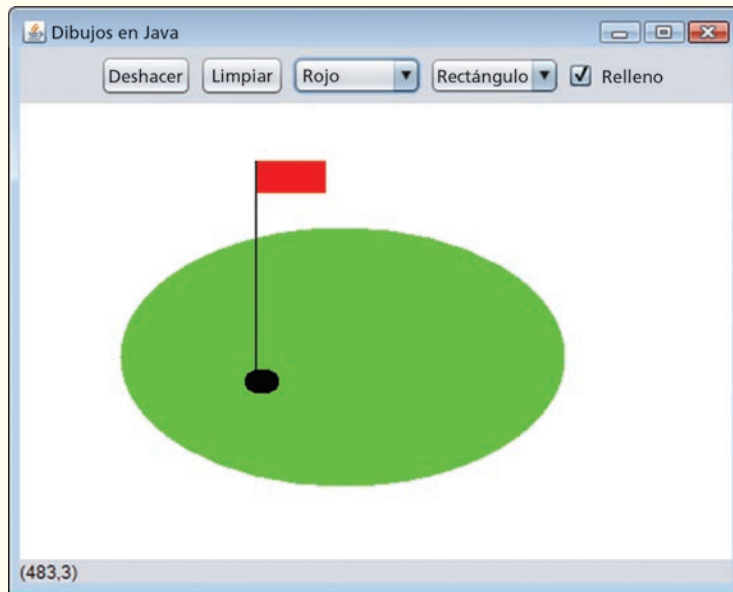 Dibujos en Java
Deshacer Limpiar Rojo Rectángulo Relleno
(483,3)